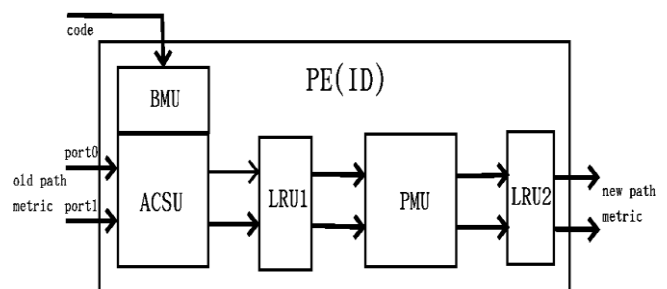 code
PE(ID)
BMU
port0
old path
metric port1
ACSU
LRU1
PMU
LRU2
new path
metric